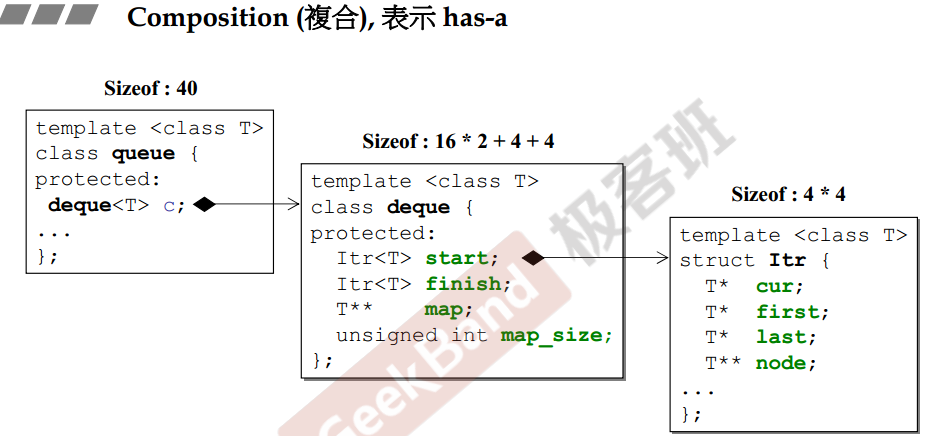 Composition (複合), 表示 has-a
Sizeof : 40
template <class T>
class queue {
protected:
deque<T> c;
...
};
Sizeof : 16 * 2 + 4 + 4
template <class T>
class deque {
protected:
Itr<T> start;
Itr<T> finish;
T** map;
unsigned int map_size;
};
Sizeof : 4 * 4
template <class T>
struct Itr {
T* cur;
T* first;
T* last;
T** node;
...
};
GeekBand 极客班